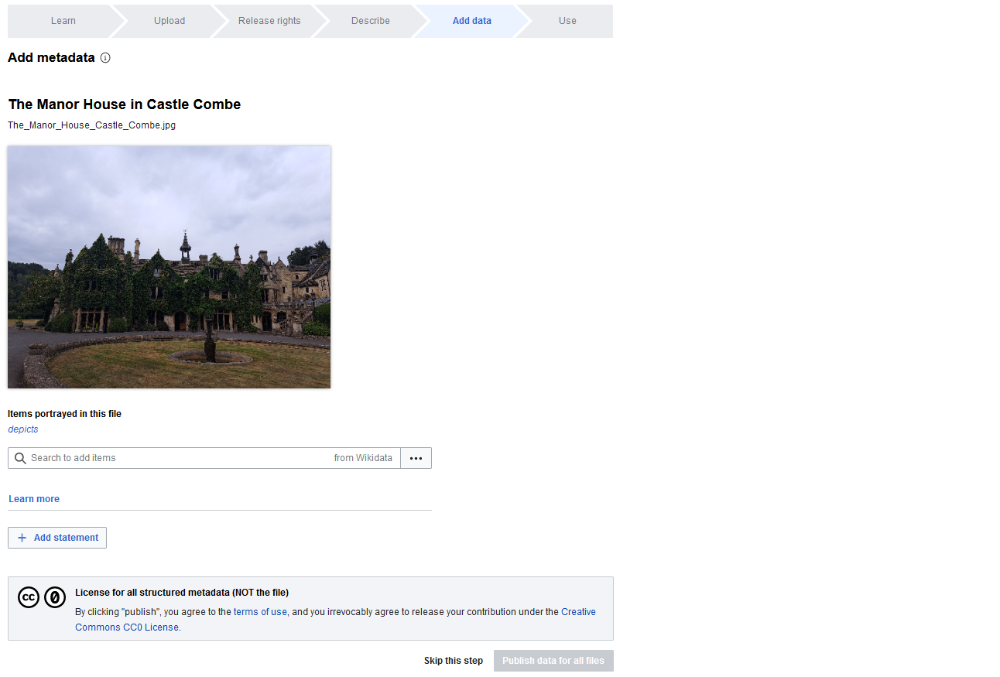 Learn
Upload
Release rights
Describe
Add data
Use
Add metadata
The Manor House in Castle Combe
The_Manor_House_Castle_Combe.jpg
Items portrayed in this file
depicts
Search to add items
from Wikidata
Learn more
Add statement
License for all structured metadata (NOT the file)
By clicking "publish", you agree to the terms of use, and you irrevocably agree to release your contribution under the Creative
Commons CC0 License.
Skip this step
Publish data for all files